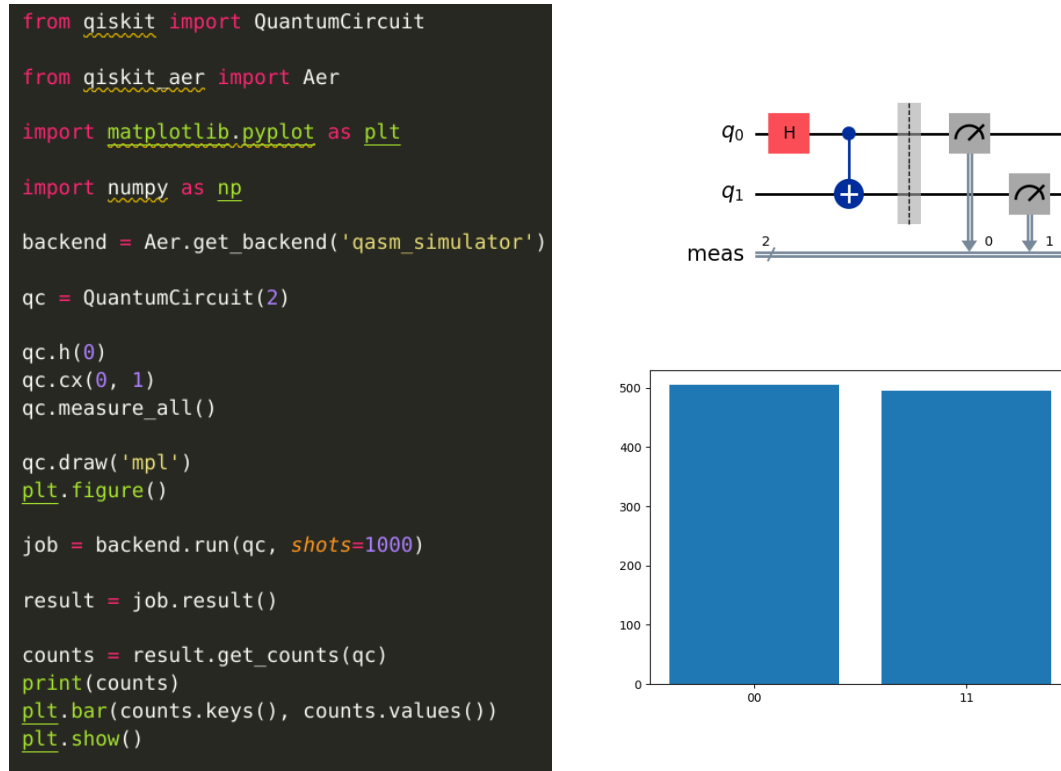 from qiskit import QuantumCircuit
from qiskit_aer import Aer
import matplotlib.pyplot as plt
import numpy as np
backend = Aer.get_backend('qasm_simulator')
qc = QuantumCircuit(2)
qc.h(0)
qc.cx(0, 1)
qc.measure_all()
qc.draw('mpl')
plt.figure()
job = backend.run(qc, shots=1000)
result = job.result()
counts = result.get_counts(qc)
print(counts)
plt.bar(counts.keys(), counts.values())
plt.show()
q0 H
q1
2 0 1
meas
500
400
300
200
100
0
00 11